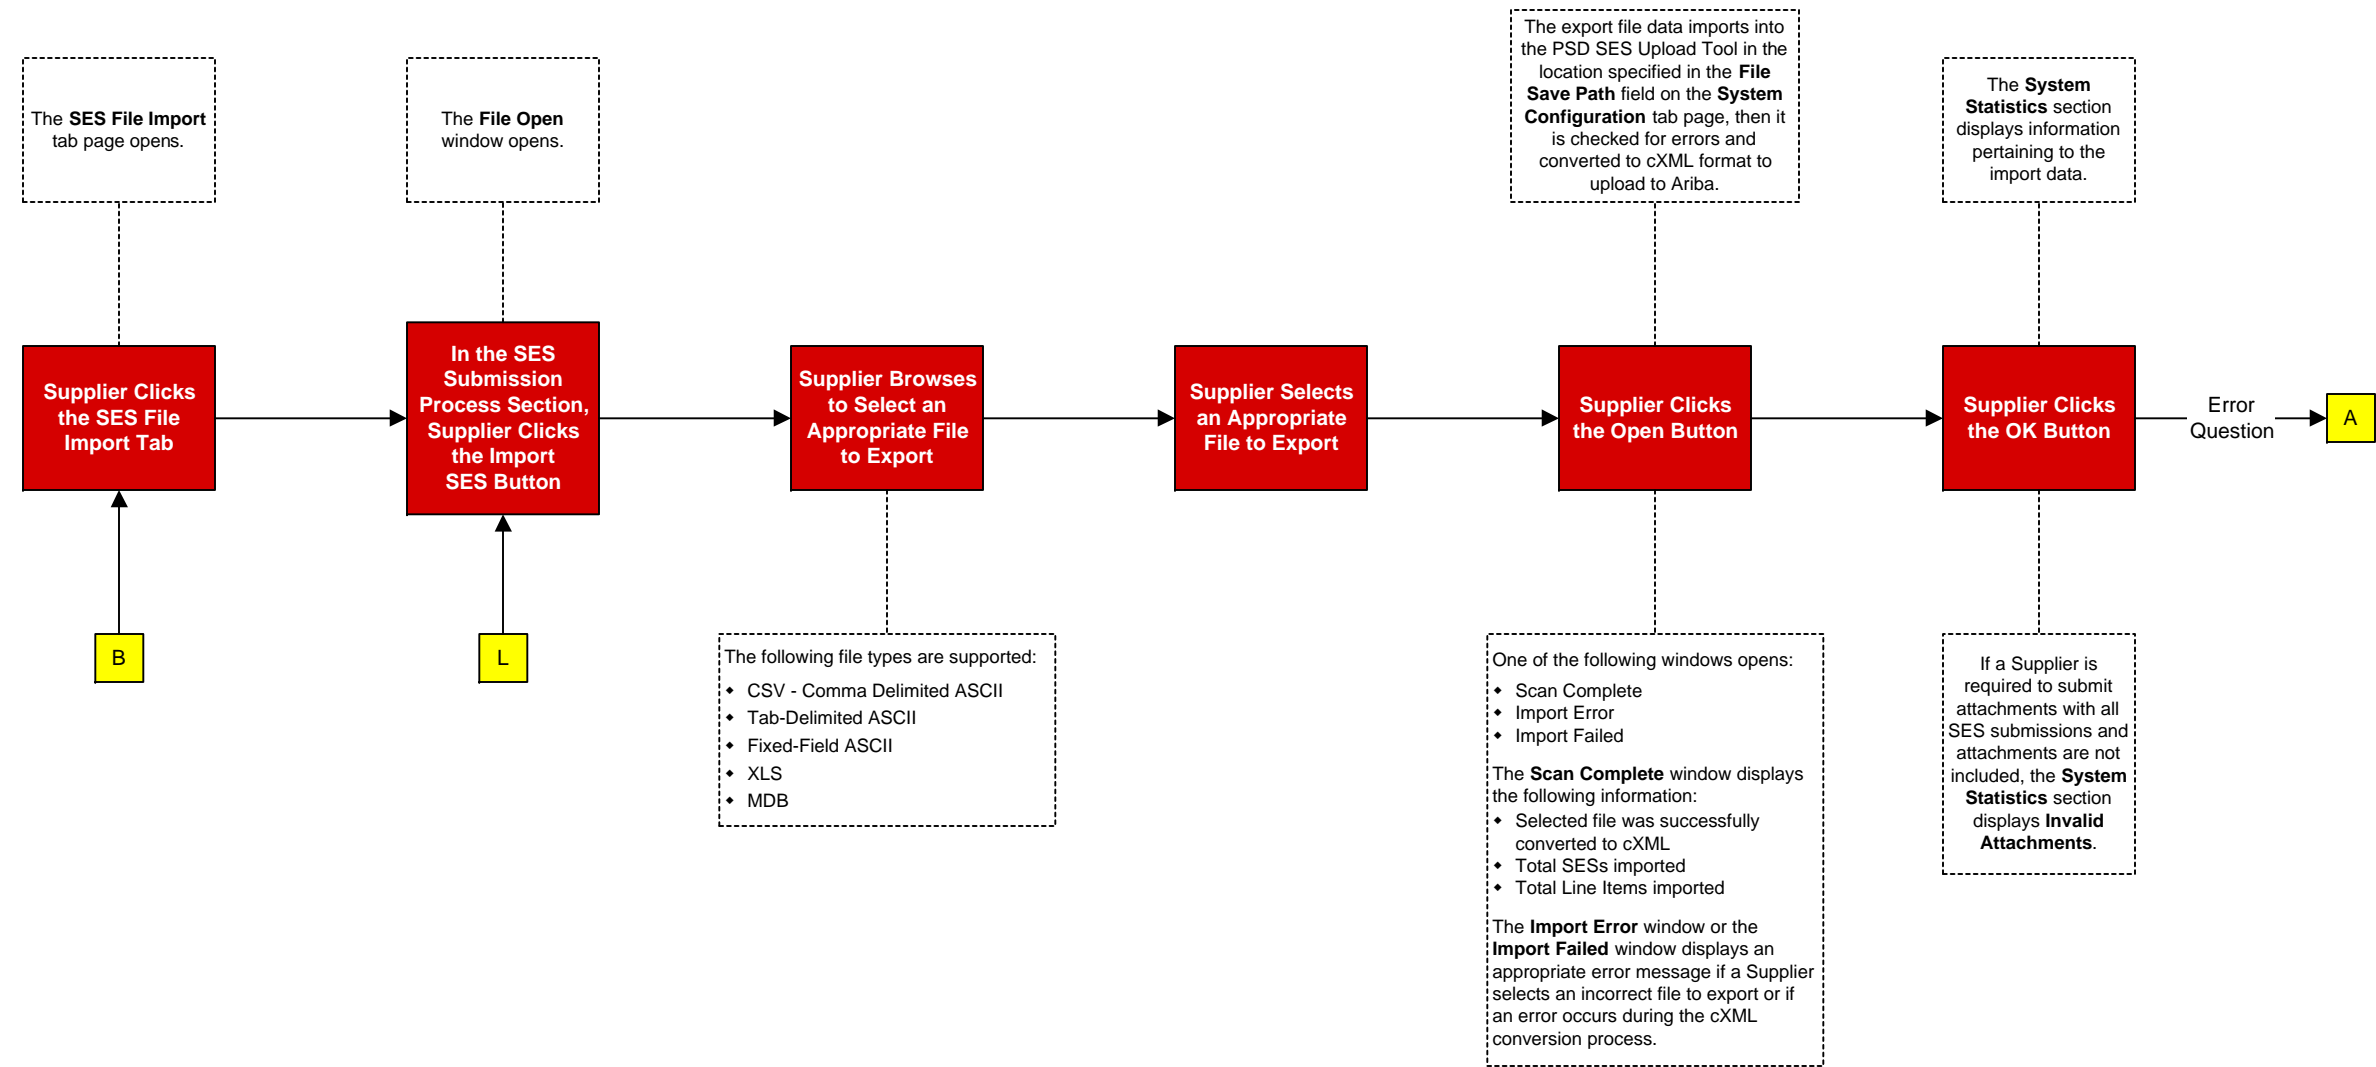 The SES File Import
tab page opens.
The File Open
window opens.
The export file data imports into
the PSD SES Upload Tool in the
location specified in the File
Save Path field on the System
Configuration tab page, then it
is checked for errors and
converted to cXML format to
upload to Ariba.
The System
Statistics section
displays information
pertaining to the
import data.
Supplier Clicks
the SES File
Import Tab
In the SES
Submission
Process Section,
Supplier Clicks
the Import
SES Button
Supplier Browses
to Select an
Appropriate File
to Export
Supplier Selects
an Appropriate
File to Export
Supplier Clicks
the Open Button
Supplier Clicks
the OK Button
Error
Question
A
B
L
The following file types are supported:
◆ CSV - Comma Delimited ASCII
◆ Tab-Delimited ASCII
◆ Fixed-Field ASCII
◆ XLS
◆ MDB
One of the following windows opens:
◆ Scan Complete
◆ Import Error
◆ Import Failed
The Scan Complete window displays
the following information:
◆ Selected file was successfully
converted to cXML
◆ Total SESs imported
◆ Total Line Items imported
The Import Error window or the
Import Failed window displays an
appropriate error message if a Supplier
selects an incorrect file to export or if
an error occurs during the cXML
conversion process.
If a Supplier is
required to submit
attachments with all
SES submissions and
attachments are not
included, the System
Statistics section
displays Invalid
Attachments.